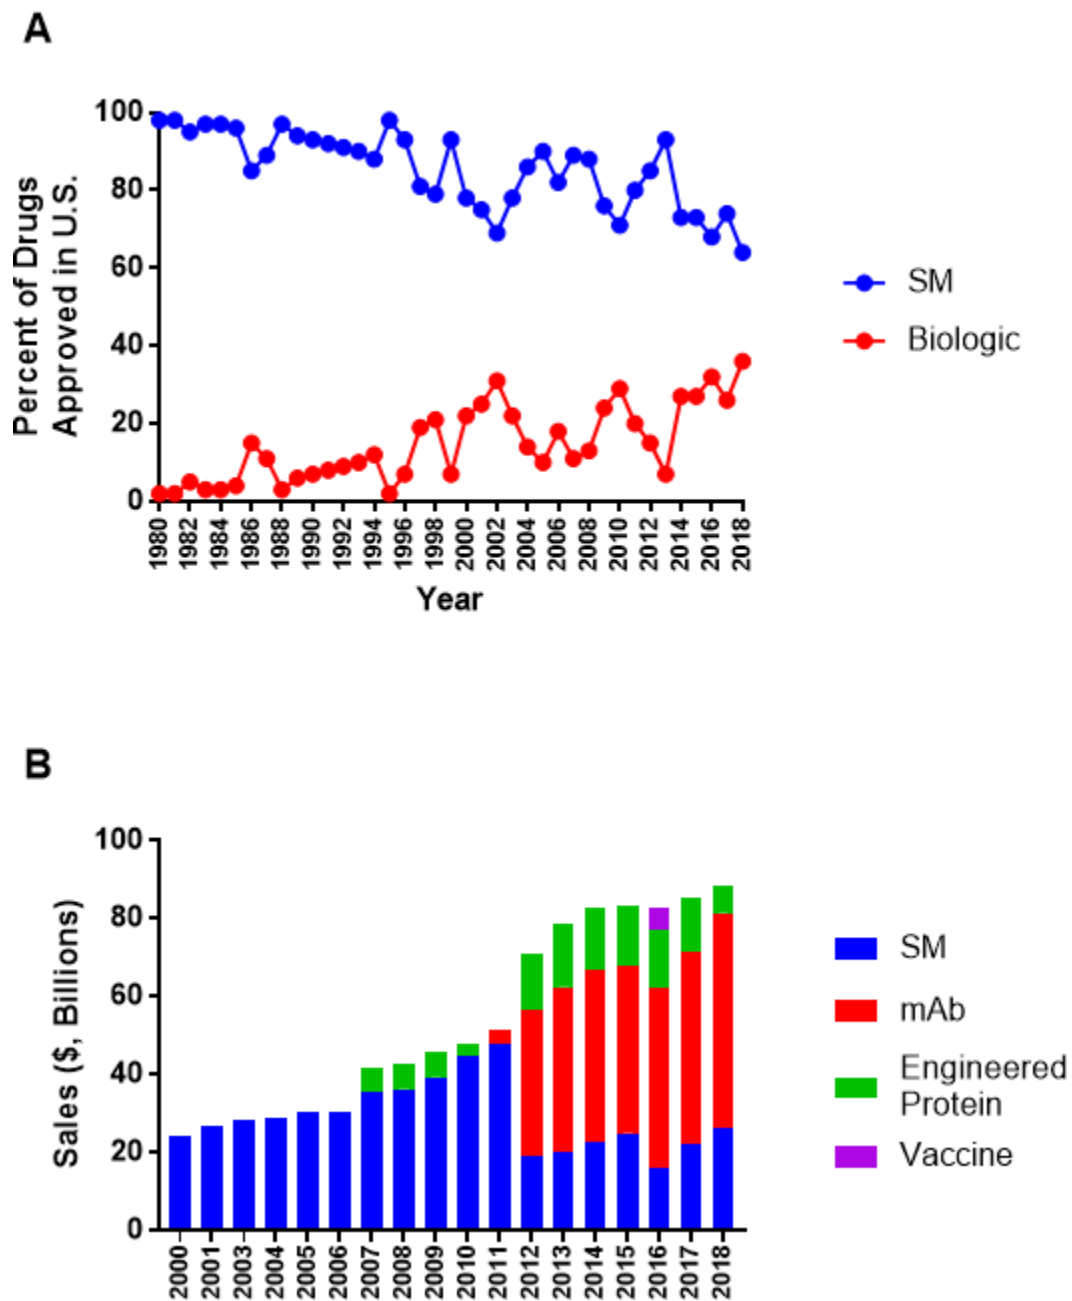 A
100
80
60
40
20
0
Percent of Drugs
Approved in U.S.
1980 1982 1984 1986 1988 1990 1992 1994 1996 1998 2000 2002 2004 2006 2008 2010 2012 2014 2016 2018
Year
SM
Biologic
B
100
80
60
40
20
0
Sales ($, Billions)
2000 2001 2003 2004 2005 2006 2007 2008 2009 2010 2011 2012 2013 2014 2015 2016 2017 2018
SM
mAb
Engineered
Protein
Vaccine